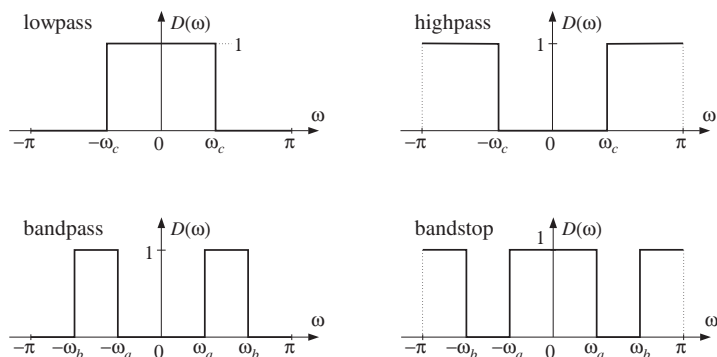 lowpass D(ω)
1
−π −ω_c 0 ω_c π ω
highpass D(ω)
1
−π −ω_c 0 ω_c π ω
bandpass D(ω)
1
−π −ω_b −ω_a 0 ω_a ω_b π ω
bandstop D(ω)
1
−π −ω_b −ω_a 0 ω_a ω_b π ω